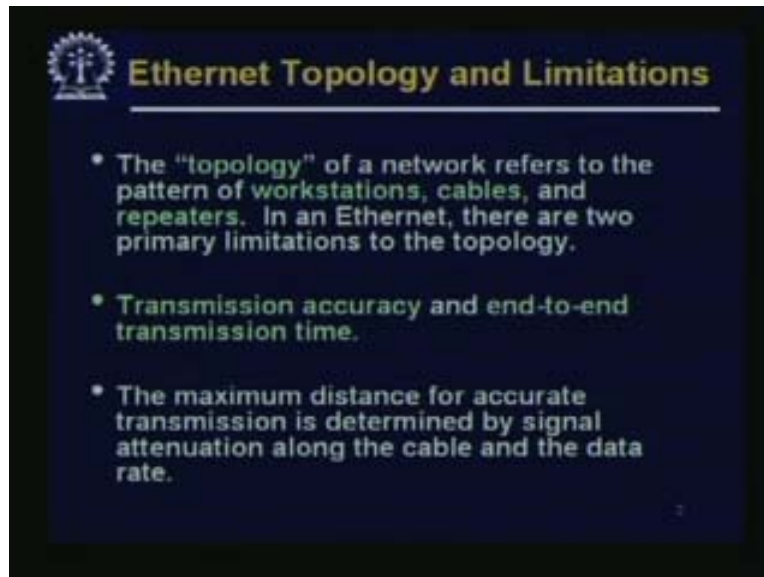 Ethernet Topology and Limitations
• The “topology” of a network refers to the
pattern of workstations, cables, and
repeaters. In an Ethernet, there are two
primary limitations to the topology.
• Transmission accuracy and end-to-end
transmission time.
• The maximum distance for accurate
transmission is determined by signal
attenuation along the cable and the data
rate.